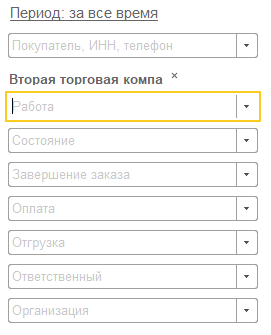 Период: за все время
Покупатель, ИНН, телефон
Вторая торговая компа ×
Работа
Состояние
Завершение заказа
Оплата
Отгрузка
Ответственный
Организация